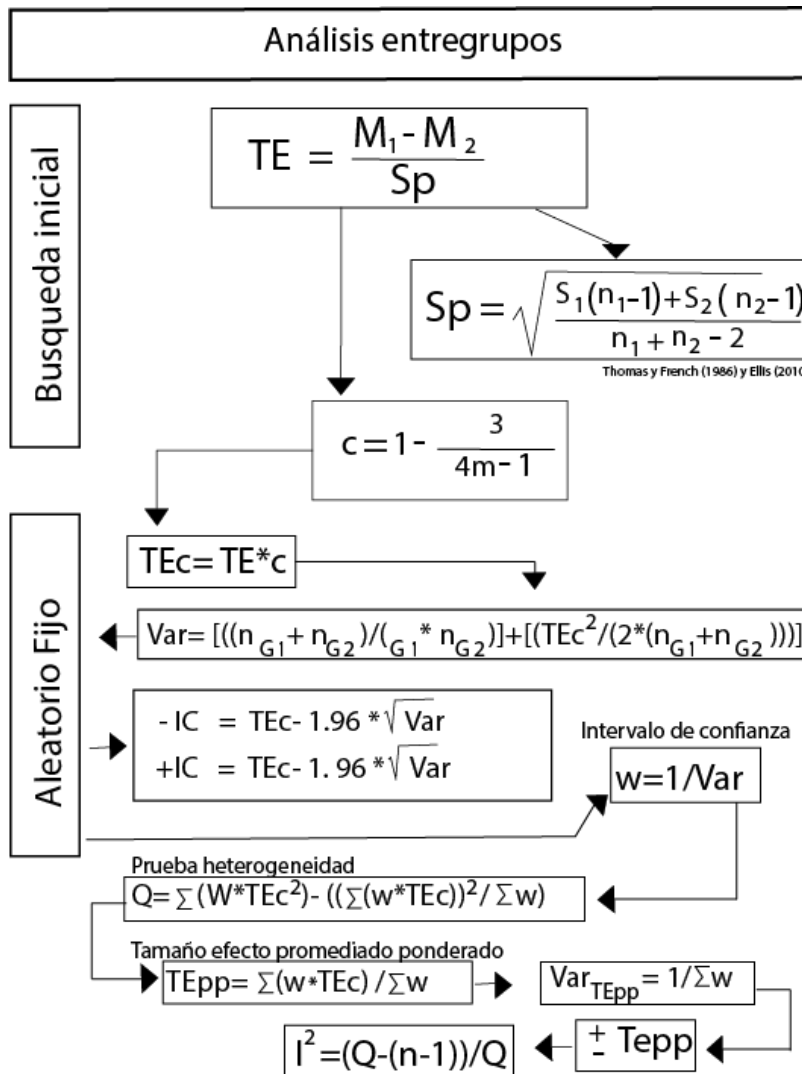 Análisis entregrupos
Busqueda inicial
TE = M₁ - M₂ / Sp
Sp = √ S₁(n₁-1)+S₂( n₂-1) / n₁ + n₂ - 2
Thomas y French (1986) y Ellis (2010
c = 1 - 3 / 4m - 1
Aleatorio Fijo
TEc= TE*c
Var= [((n G1+ n G2)/(G1* n G2)]+[(TEc²/(2*(n G1+n G2 )))]
- IC = TEc- 1.96 *√ Var
+IC = TEc- 1. 96 *√ Var
Intervalo de confianza
w=1/Var
Prueba heterogeneidad
Q= ∑(W*TEc²)- ((∑(w*TEc))²/∑w)
Tamaño efecto promediado ponderado
TEpp= ∑(w*TEc) /∑w
Var TEpp = 1/∑w
± Tepp
I² =(Q-(n-1))/Q